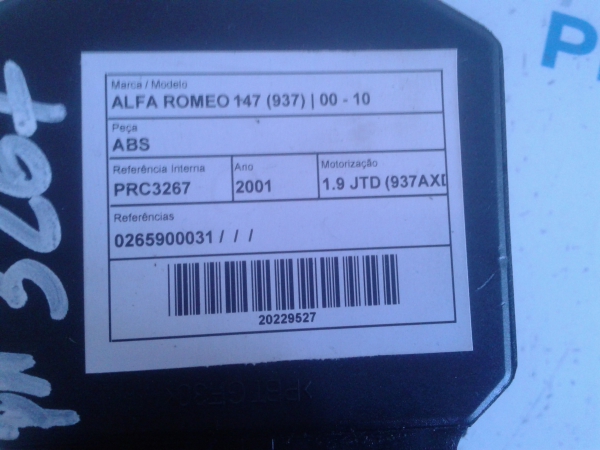 Marca / Modelo
ALFA ROMEO 147 (937) | 00 - 10
Peça
ABS
Referência Interna
PRC3267
Ano
2001
Motorização
1.9 JTD (937AXD
Referências
0265900031 / / /
20229527